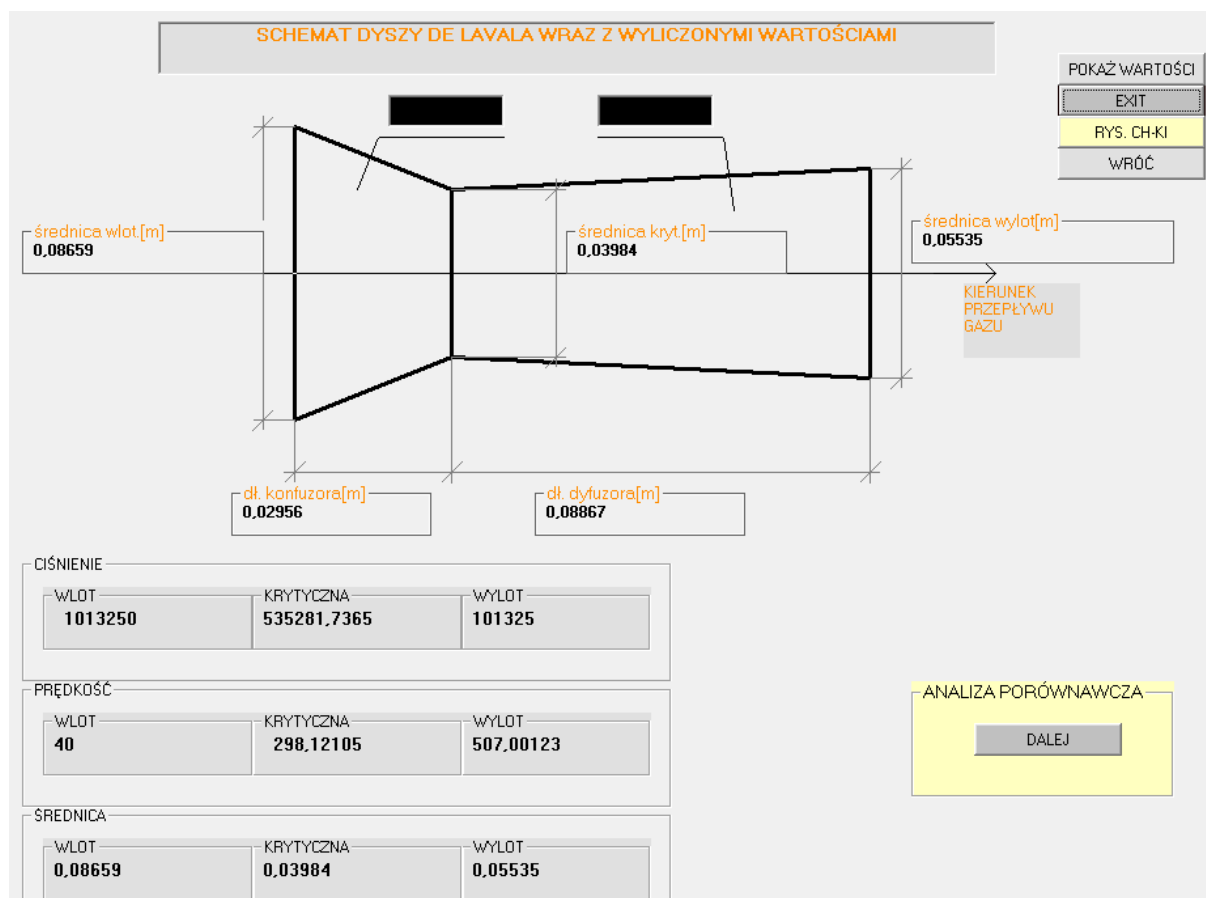 SCHEMAT DYSZY DE LAVALA WRAZ Z WYLICZONYMI WARTOŚCIAMI
POKAŻ WARTOŚCI
EXIT
RYS. CH-KI
WRÓĆ
średnica wlot.[m]
0,08659
średnica kryt.[m]
0,03984
średnica wylot[m]
0,05535
KIERUNEK
PRZEPŁYWU
GAZU
dł. konfuzora[m]
0,02956
dł. dyfuzora[m]
0,08867
CIŚNIENIE
WLOT KRYTYCZNA WYLOT
1013250 535281,7365 101325
PRĘDKOŚĆ
WLOT KRYTYCZNA WYLOT
40 298,12105 507,00123
ANALIZA PORÓWNAWCZA
DALEJ
ŚREDNICA
WLOT KRYTYCZNA WYLOT
0,08659 0,03984 0,05535